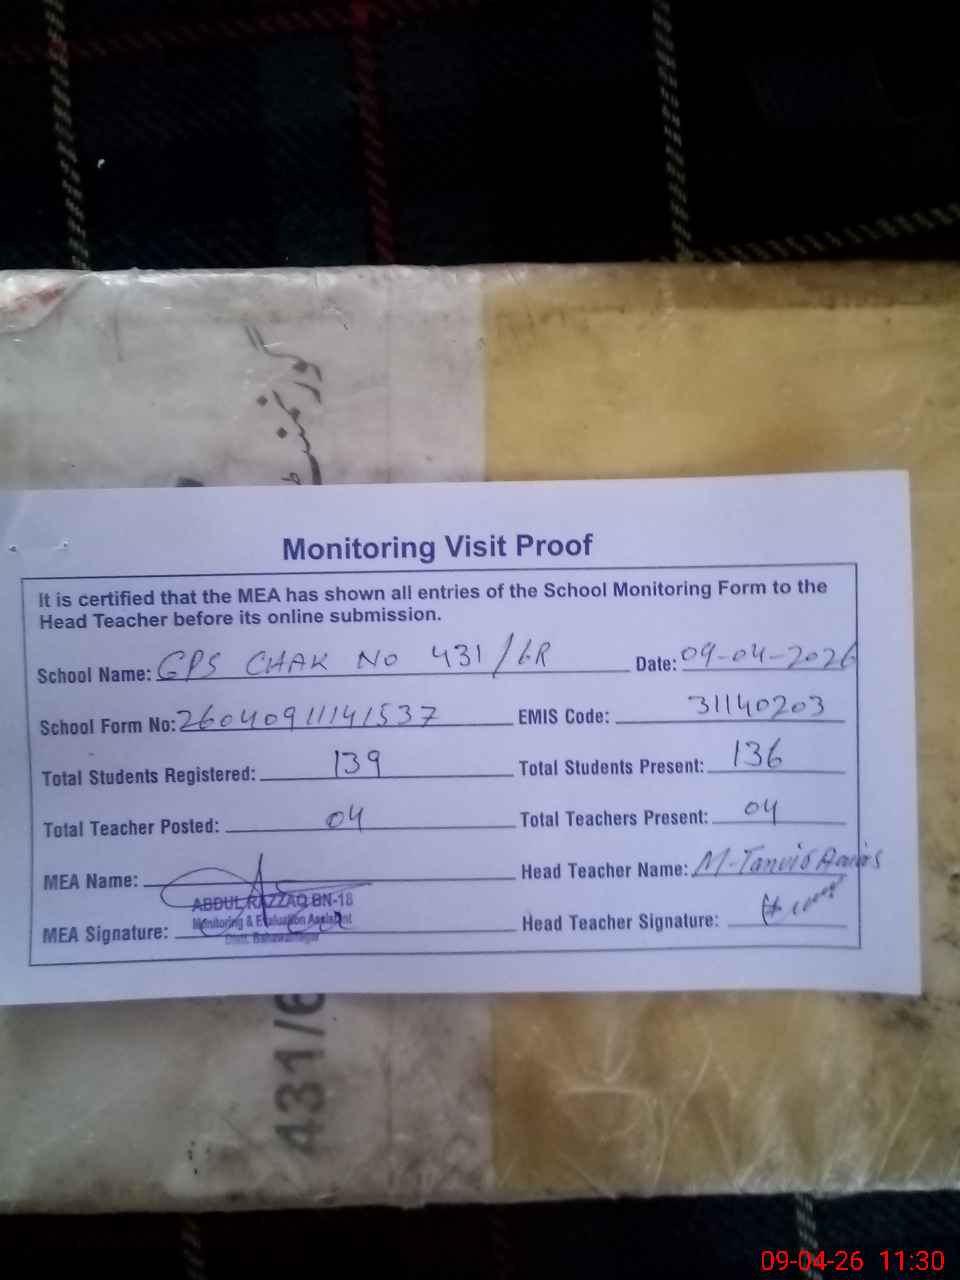 گورنمنٹ
Monitoring Visit Proof
It is certified that the MEA has shown all entries of the School Monitoring Form to the
Head Teacher before its online submission.
School Name: GPS CHAK NO 431/6R Date: 09-04-2026
School Form No: 26040911141537 EMIS Code: 31140203
Total Students Registered: 139 Total Students Present: 136
Total Teacher Posted: 04 Total Teachers Present: 04
MEA Name: Head Teacher Name: M-Tanvir
ABDUL RAZZAQ BN-18
Monitoring & Evaluation Assistant
Distt. Bahawalnagar
MEA Signature: Head Teacher Signature:
431/6
09-04-26 11:30